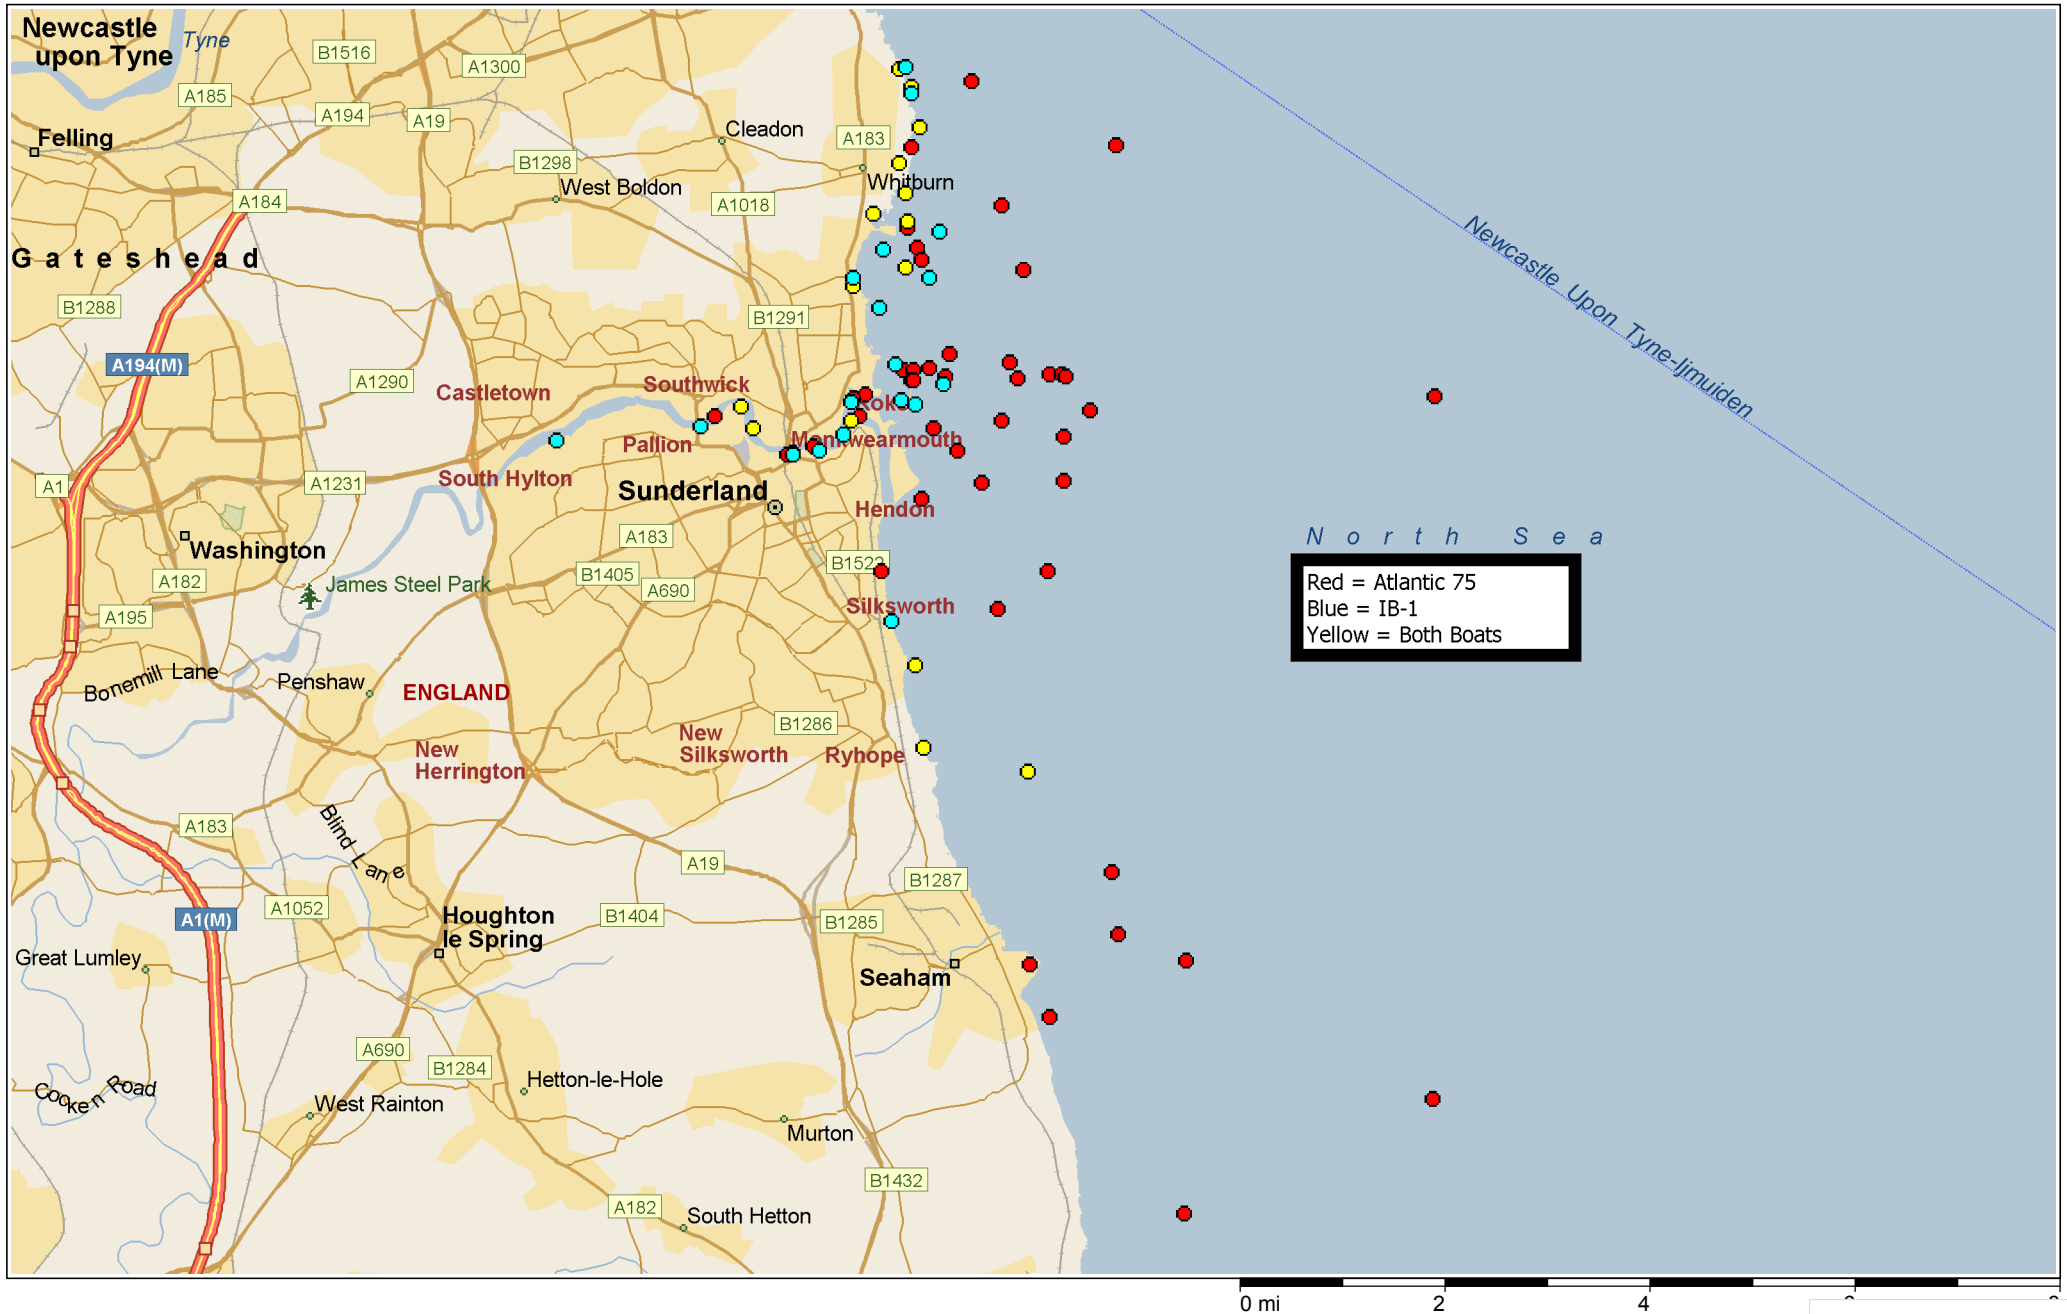 Newcastle
upon Tyne
Tyne
B1516
A1300
A185
A194
A19
Felling
Cleadon
A183
B1298
West Boldon
Whitburn
A184
A1018
Gateshead
Newcastle Upon Tyne-Ijmuiden
B1288
B1291
A194(M)
A1290
Castletown
Southwick
Roke
Pallion
Monkwearmouth
A1
A1231
South Hylton
Sunderland
Hendon
A183
North Sea
Washington
B1522
A182
James Steel Park
B1405
A690
Red = Atlantic 75
Blue = IB-1
Yellow = Both Boats
A195
Silksworth
Bonemill Lane
Penshaw
ENGLAND
B1286
New
Silksworth
Ryhope
New
Herrington
A183
Blind Lane
A19
B1287
A1052
A1(M)
Houghton
le Spring
B1404
B1285
Great Lumley
Seaham
A690
B1284
Hetton-le-Hole
Cocken Road
West Rainton
Murton
B1432
A182
South Hetton
0 mi 2 4